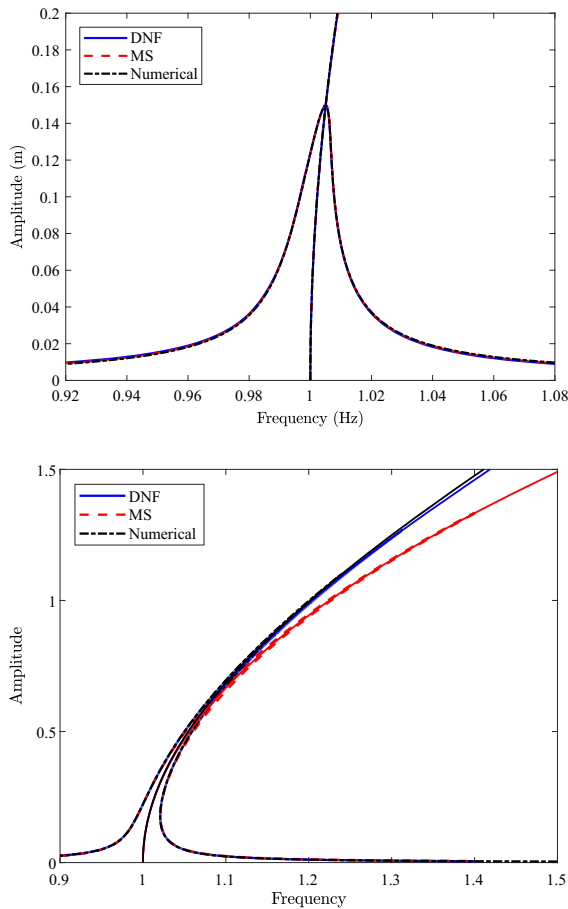 0.2
0.18
0.16
0.14
0.12
0.1
0.08
0.06
0.04
0.02
0
Amplitude (m)
DNF
MS
Numerical
0.92 0.94 0.96 0.98 1 1.02 1.04 1.06 1.08
Frequency (Hz)
1.5
1
0.5
0
Amplitude
DNF
MS
Numerical
0.9 1 1.1 1.2 1.3 1.4 1.5
Frequency